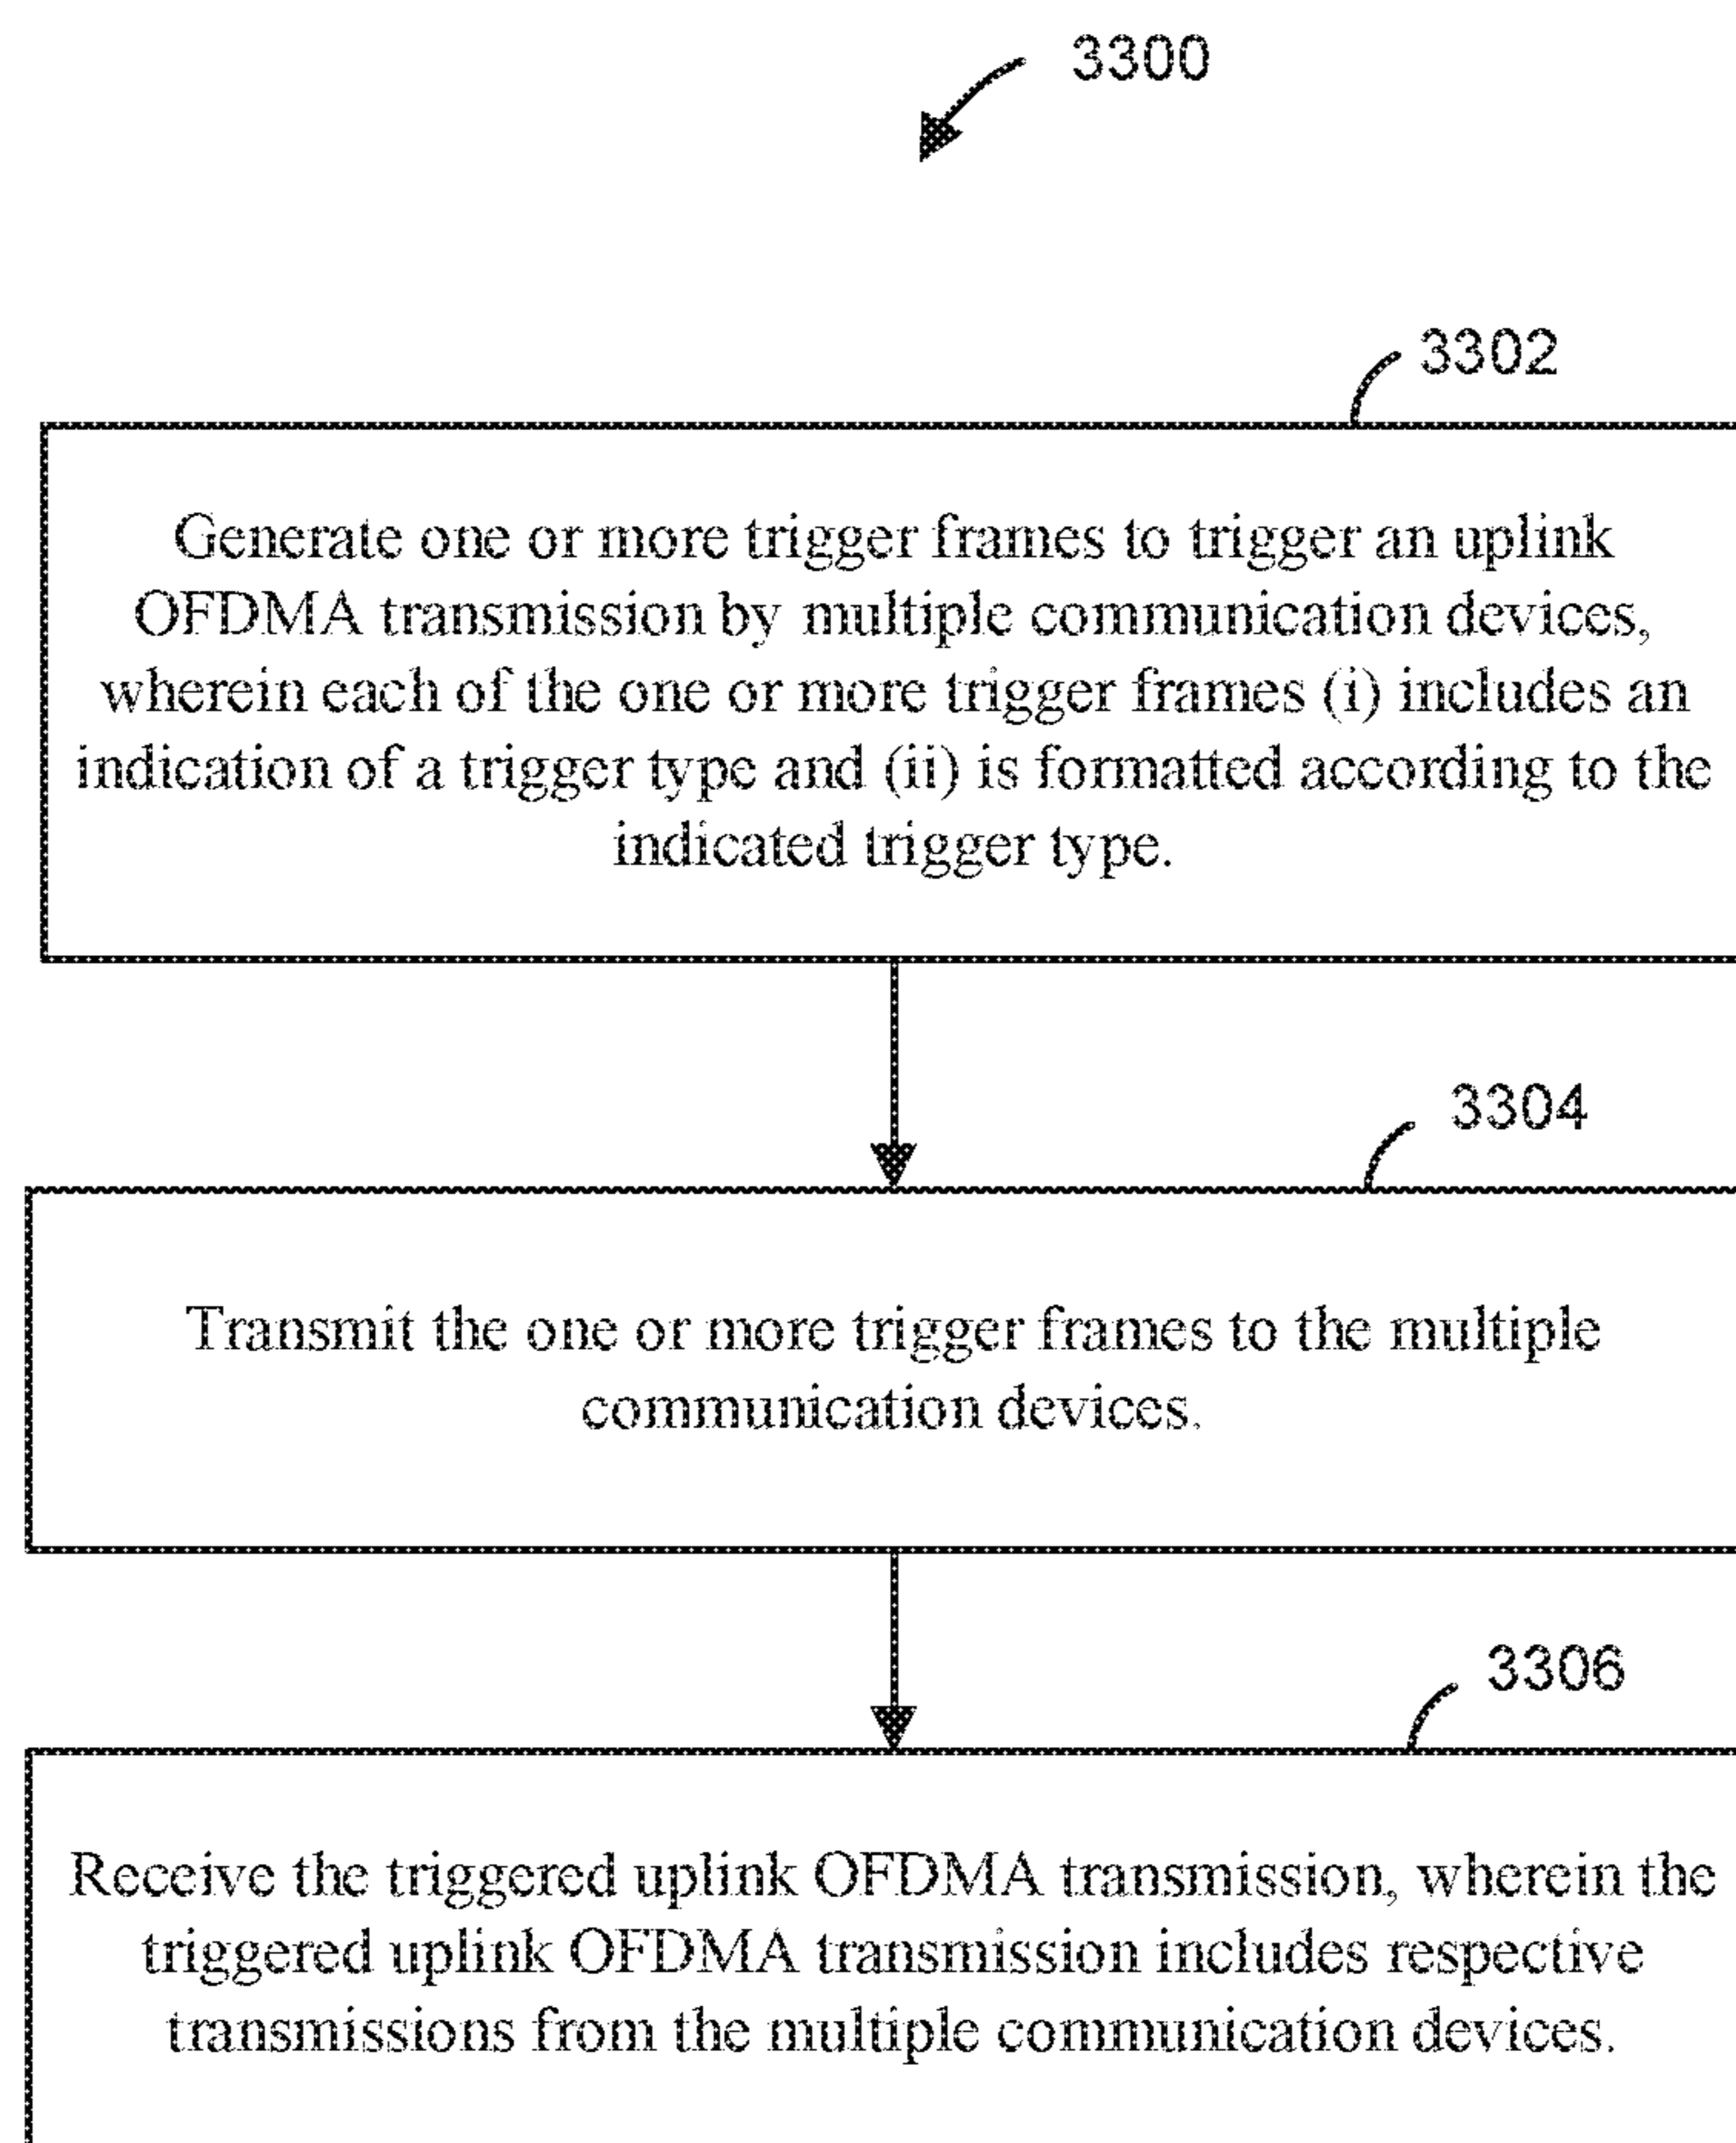 3300
3302
Generate one or more trigger frames to trigger an uplink
OFDMA transmission by multiple communication devices,
wherein each of the one or more trigger frames (i) includes an
indication of a trigger type and (ii) is formatted according to the
indicated trigger type.
3304
Transmit the one or more trigger frames to the multiple
communication devices.
3306
Receive the triggered uplink OFDMA transmission, wherein the
triggered uplink OFDMA transmission includes respective
transmissions from the multiple communication devices.